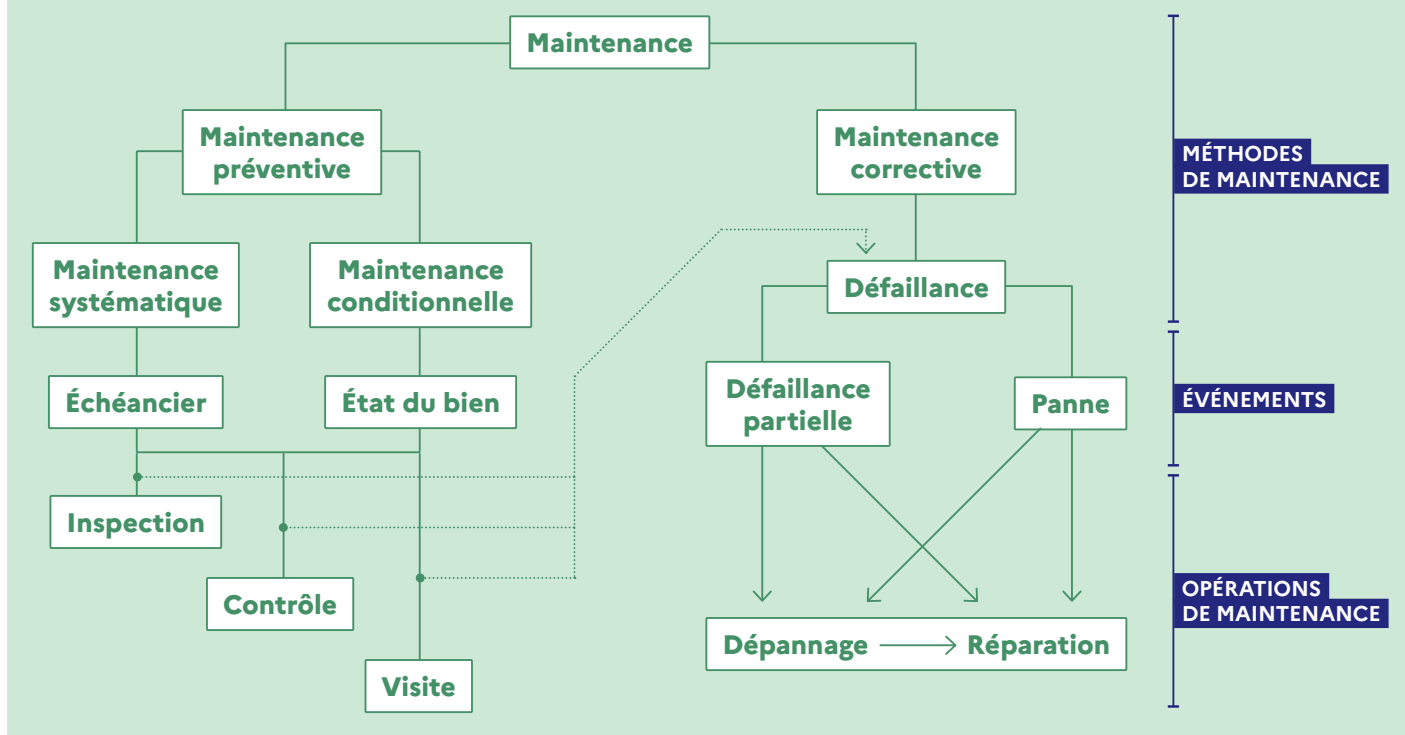 Maintenance
Maintenance
préventive
Maintenance
corrective
MÉTHODES
DE MAINTENANCE
Maintenance
systématique
Maintenance
conditionnelle
Défaillance
Échéancier
État du bien
Défaillance
partielle
Panne
ÉVÉNEMENTS
Inspection
Contrôle
Visite
Dépannage
Réparation
OPÉRATIONS
DE MAINTENANCE